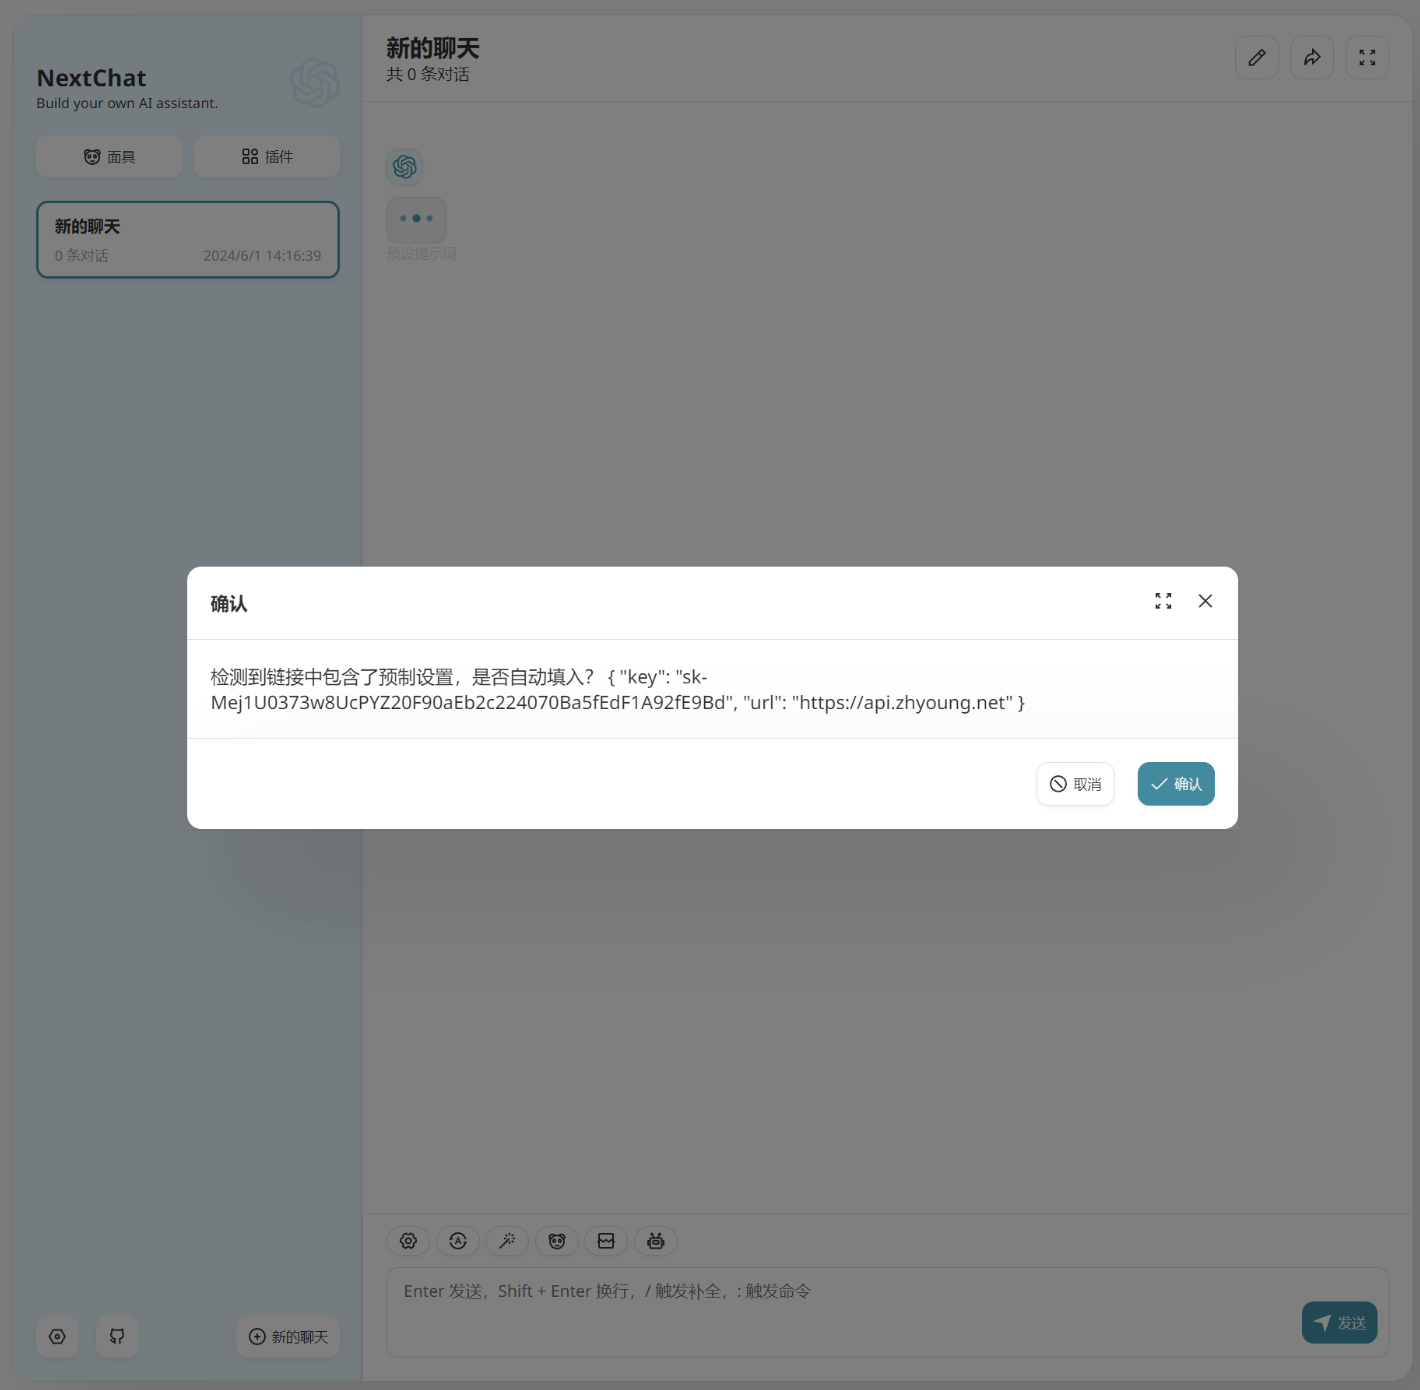 NextChat
Build your own AI assistant.
面具
插件
新的聊天
0 条对话
2024/6/1 14:16:39
新的聊天
共 0 条对话
预设提示词
确认
检测到链接中包含了预制设置，是否自动填入？ { "key": "sk-
Mej1U0373w8UcPYZ20F90aEb2c224070Ba5fEdF1A92fE9Bd", "url": "https://api.zhyoung.net" }
取消
确认
Enter 发送，Shift + Enter 换行，/ 触发补全，: 触发命令
发送
新的聊天